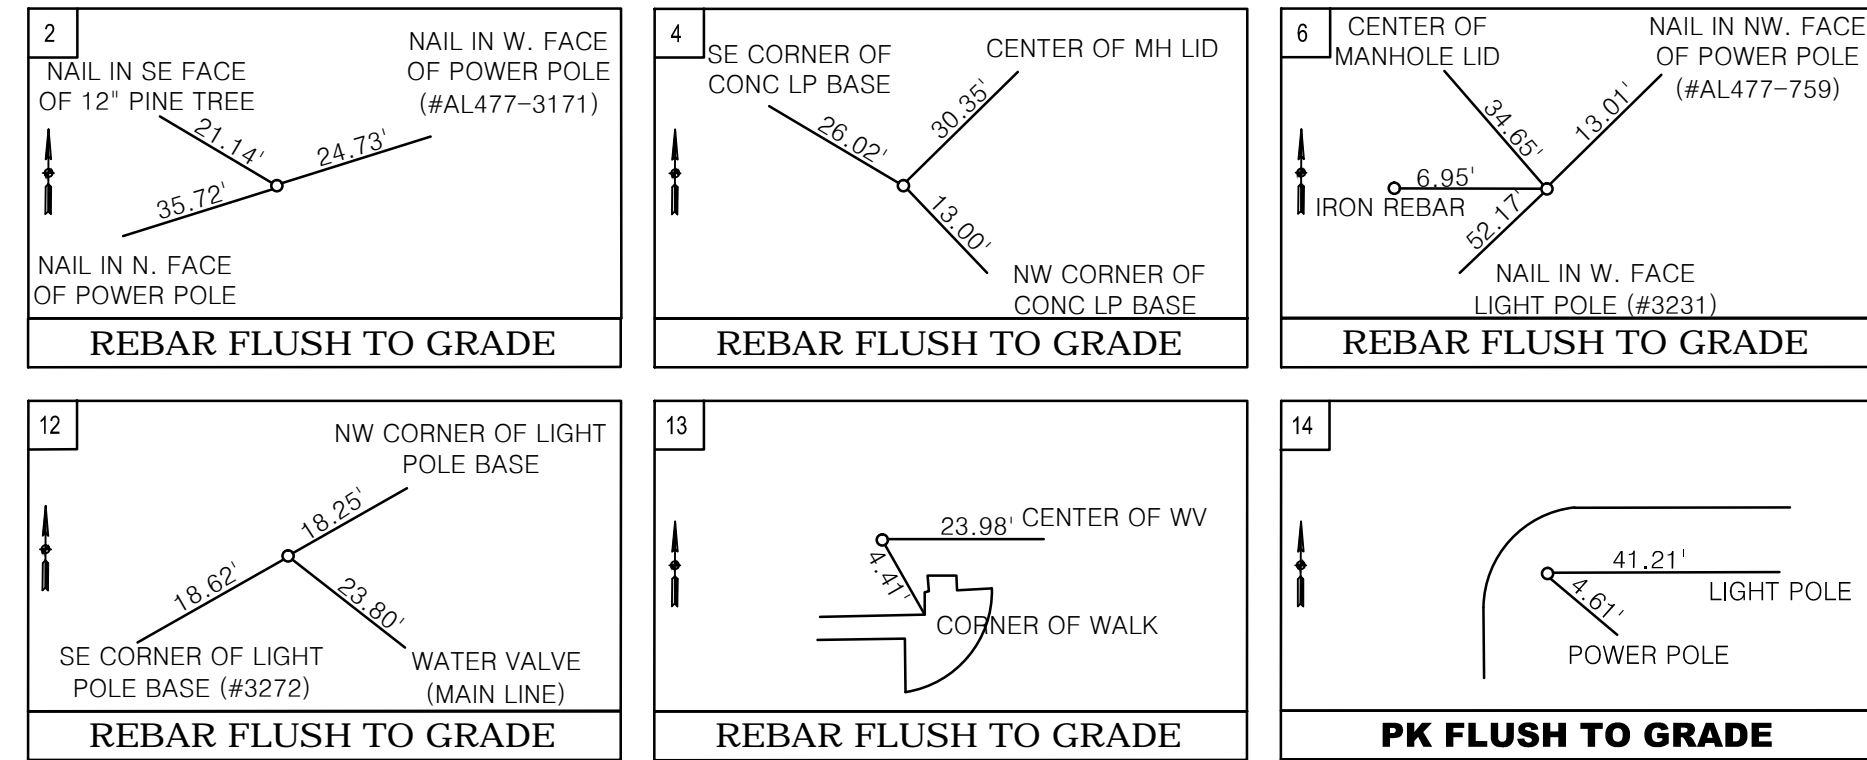 2
NAIL IN SE FACE
OF 12" PINE TREE
NAIL IN W. FACE
OF POWER POLE
(#AL477-3171)
21.14'
24.73'
35.72'
NAIL IN N. FACE
OF POWER POLE
REBAR FLUSH TO GRADE
4
SE CORNER OF
CONC LP BASE
CENTER OF MH LID
26.02'
30.35'
13.00'
NW CORNER OF
CONC LP BASE
REBAR FLUSH TO GRADE
6
CENTER OF
MANHOLE LID
NAIL IN NW. FACE
OF POWER POLE
(#AL477-759)
34.65'
13.01'
6.95'
IRON REBAR
52.17'
NAIL IN W. FACE
LIGHT POLE (#3231)
REBAR FLUSH TO GRADE
12
NW CORNER OF LIGHT
POLE BASE
18.25'
18.62'
23.80'
SE CORNER OF LIGHT
POLE BASE (#3272)
WATER VALVE
(MAIN LINE)
REBAR FLUSH TO GRADE
13
23.98'
CENTER OF WV
4.41'
CORNER OF WALK
REBAR FLUSH TO GRADE
14
41.21'
LIGHT POLE
4.61'
POWER POLE
PK FLUSH TO GRADE